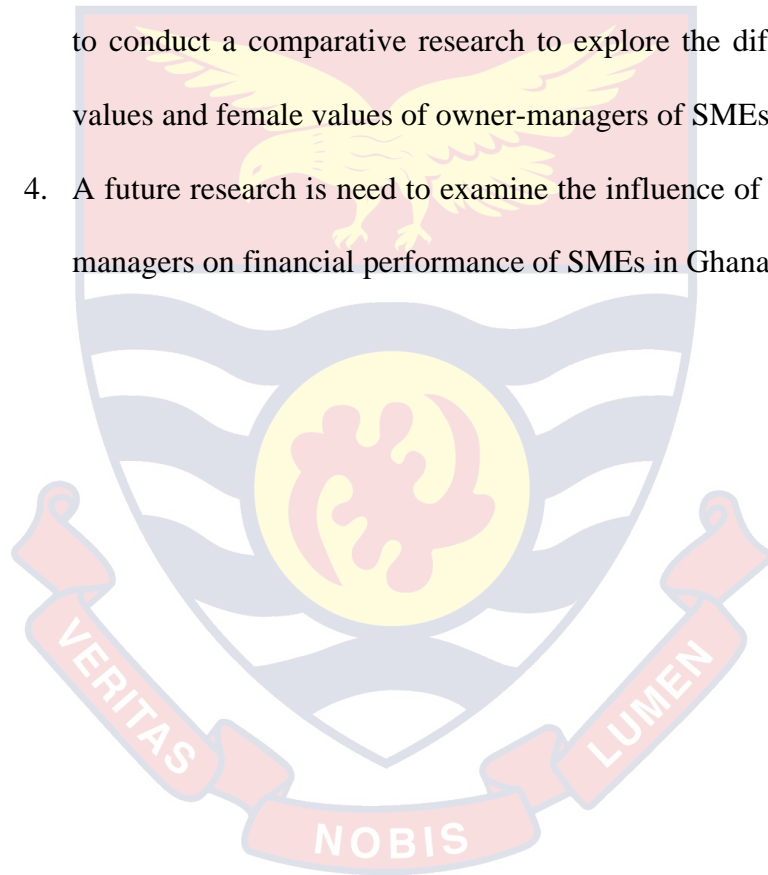 to conduct a comparative research to explore the dif
values and female values of owner-managers of SMEs
4. A future research is need to examine the influence of
managers on financial performance of SMEs in Ghana
VERITAS
NOBIS
LUMEN